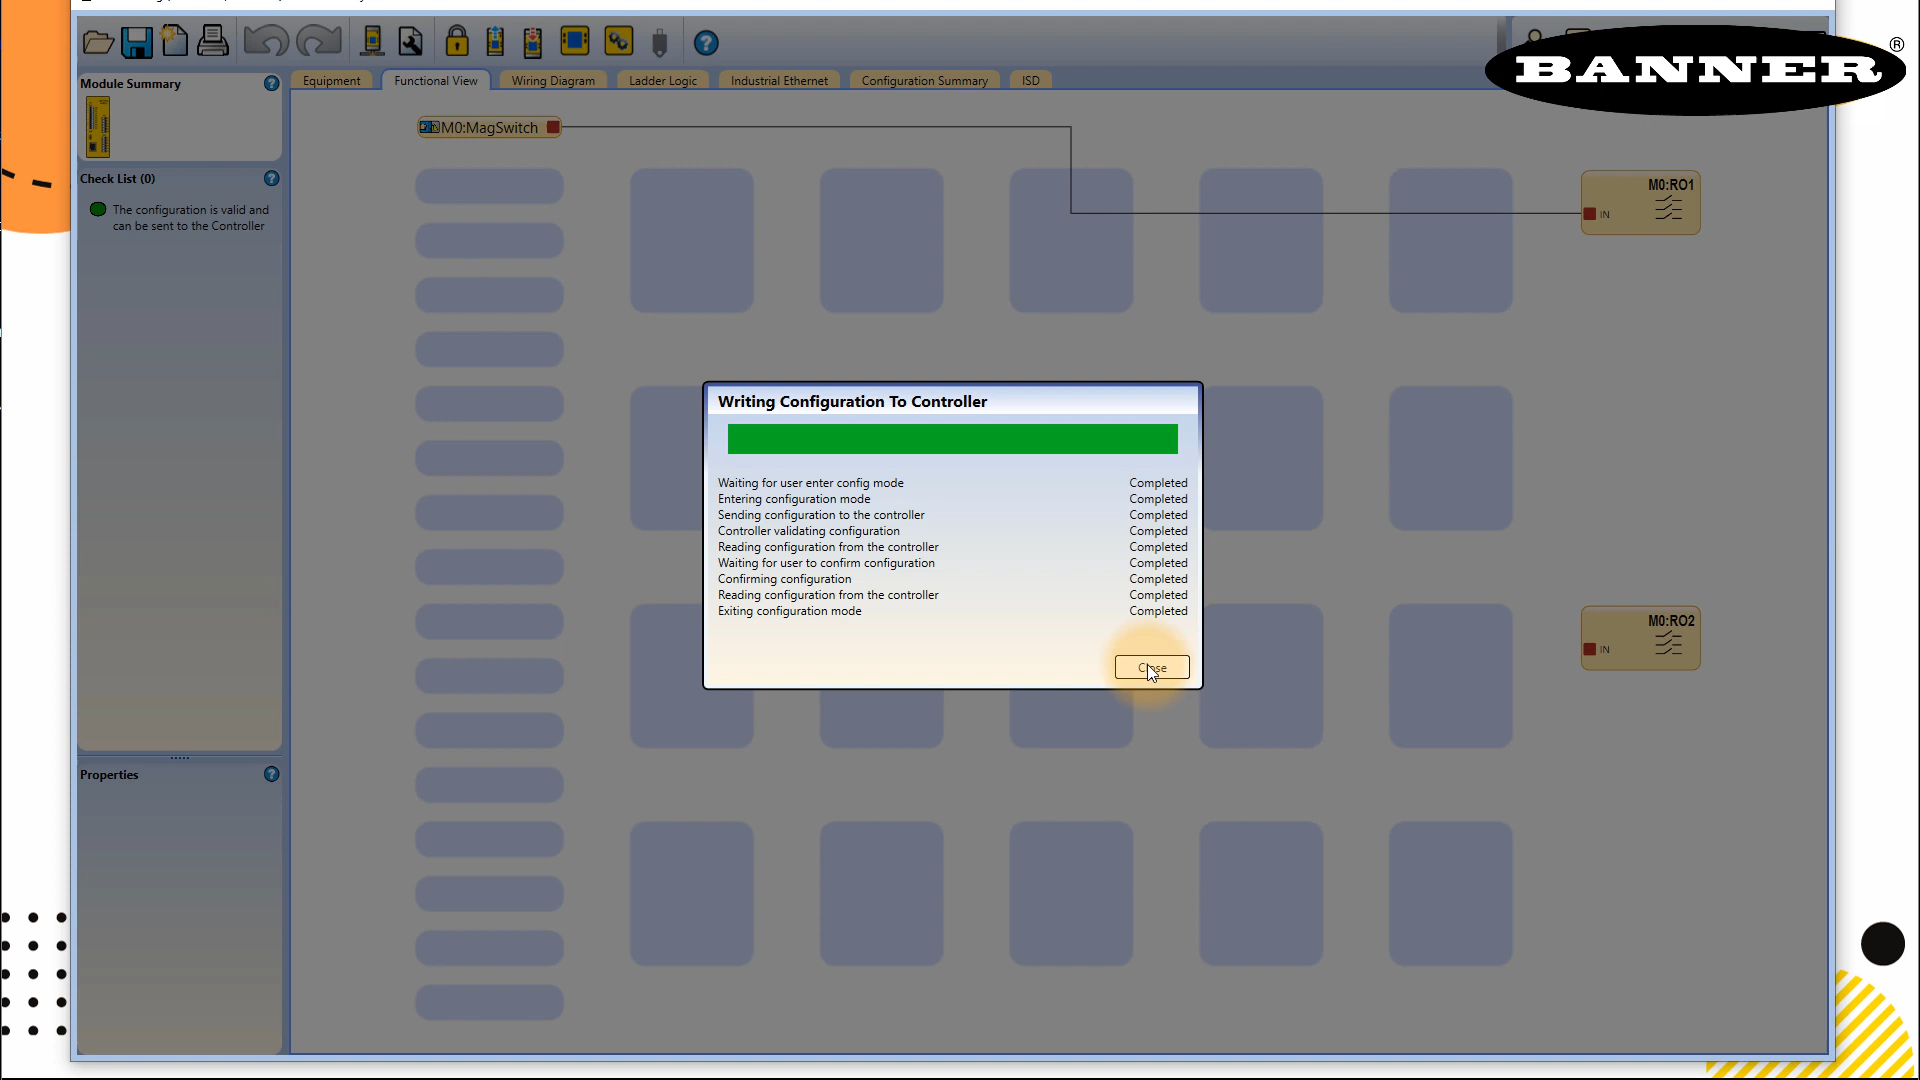 BANNER®
Module Summary
Equipment
Functional View
Wiring Diagram
Ladder Logic
Industrial Ethernet
Configuration Summary
ISD
M0:MagSwitch
Check List (0)
The configuration is valid and
can be sent to the Controller
M0:RO1
IN
Writing Configuration To Controller
Waiting for user enter config mode Completed
Entering configuration mode Completed
Sending configuration to the controller Completed
Controller validating configuration Completed
Reading configuration from the controller Completed
Waiting for user to confirm configuration Completed
Confirming configuration Completed
Reading configuration from the controller Completed
Exiting configuration mode Completed
Close
M0:RO2
IN
Properties